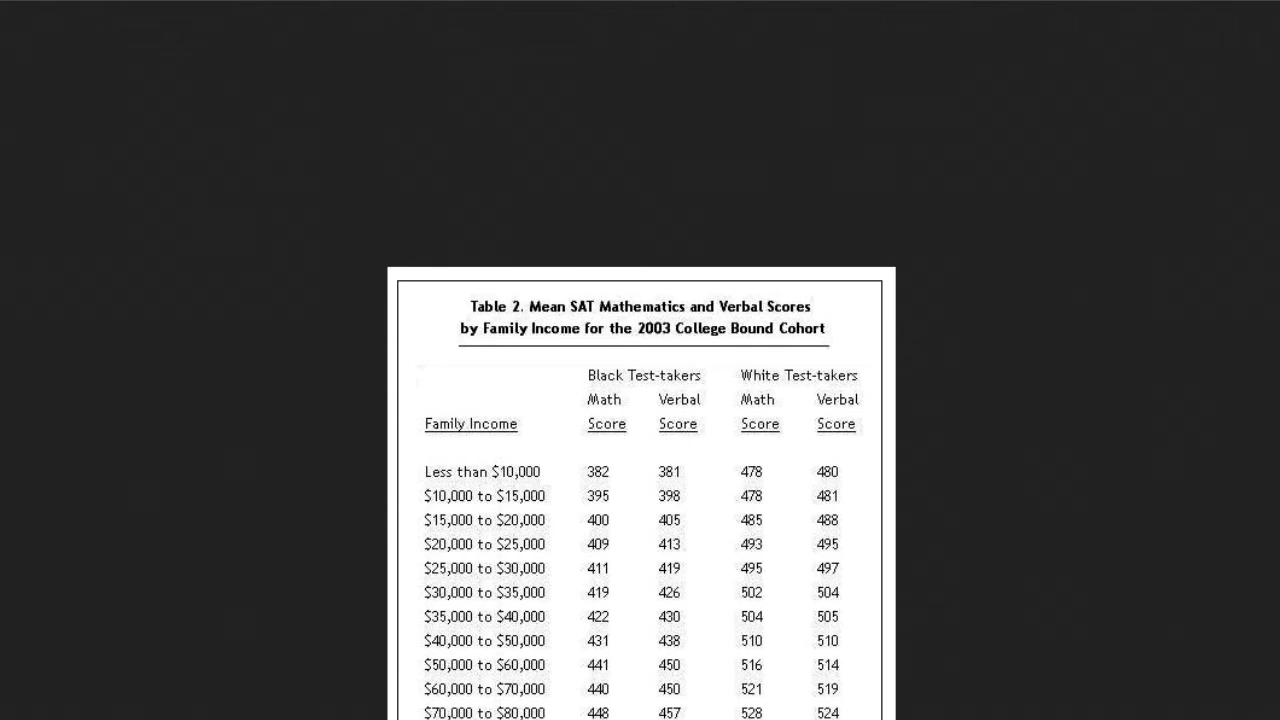 Table 2. Mean SAT Mathematics and Verbal Scores
by Family Income for the 2003 College Bound Cohort
Black Test-takers White Test-takers
Math Verbal Math Verbal
Family Income Score Score Score Score
Less than $10,000 382 381 478 480
$10,000 to $15,000 395 398 478 481
$15,000 to $20,000 400 405 485 488
$20,000 to $25,000 409 413 493 495
$25,000 to $30,000 411 419 495 497
$30,000 to $35,000 419 426 502 504
$35,000 to $40,000 422 430 504 505
$40,000 to $50,000 431 438 510 510
$50,000 to $60,000 441 450 516 514
$60,000 to $70,000 440 450 521 519
$70,000 to $80,000 448 457 528 524